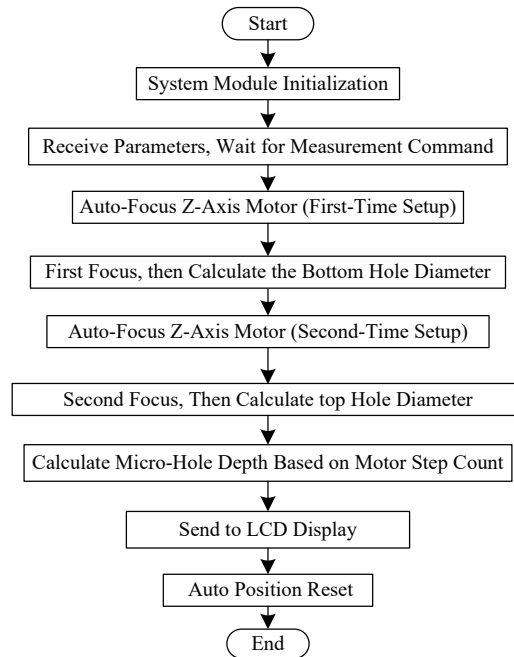 Start
System Module Initialization
Receive Parameters, Wait for Measurement Command
Auto-Focus Z-Axis Motor (First-Time Setup)
First Focus, then Calculate the Bottom Hole Diameter
Auto-Focus Z-Axis Motor (Second-Time Setup)
Second Focus, Then Calculate top Hole Diameter
Calculate Micro-Hole Depth Based on Motor Step Count
Send to LCD Display
Auto Position Reset
End